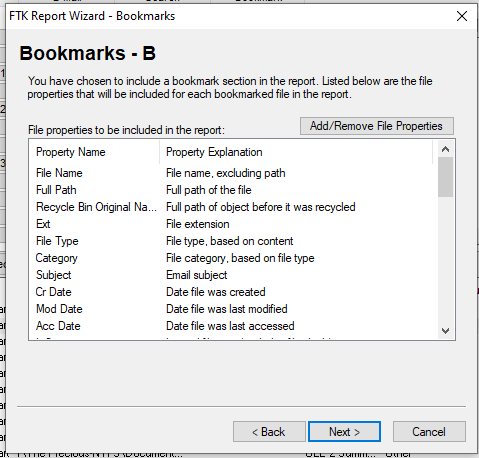 FTK Report Wizard - Bookmarks
Bookmarks - B
You have chosen to include a bookmark section in the report. Listed below are the file
properties that will be included for each bookmarked file in the report.
File properties to be included in the report:
Add/Remove File Properties
Property Name Property Explanation
File Name File name, excluding path
Full Path Full path of the file
Recycle Bin Original Na... Full path of object before it was recycled
Ext File extension
File Type File type, based on content
Category File category, based on file type
Subject Email subject
Cr Date Date file was created
Mod Date Date file was last modified
Acc Date Date file was last accessed
< Back Next > Cancel